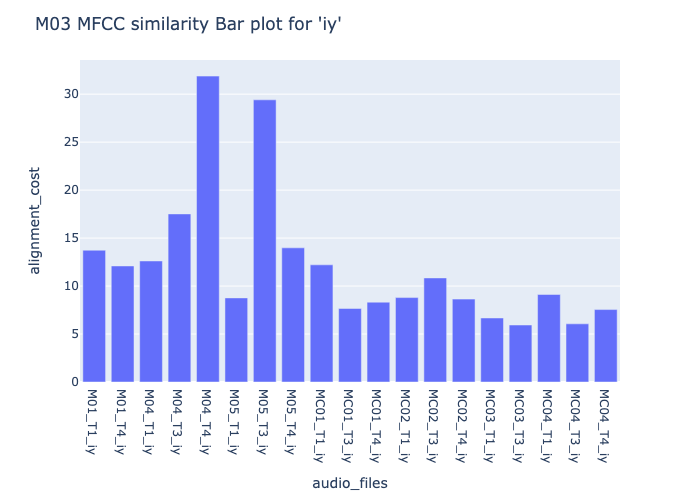 M03 MFCC similarity Bar plot for 'iy'
alignment_cost
30
25
20
15
10
5
0
M01_T1_iy
M01_T4_iy
M04_T1_iy
M04_T3_iy
M04_T4_iy
M05_T1_iy
M05_T3_iy
M05_T4_iy
MC01_T1_iy
MC01_T3_iy
MC01_T4_iy
MC02_T1_iy
MC02_T3_iy
MC02_T4_iy
MC03_T1_iy
MC03_T3_iy
MC04_T1_iy
MC04_T3_iy
MC04_T4_iy
audio_files